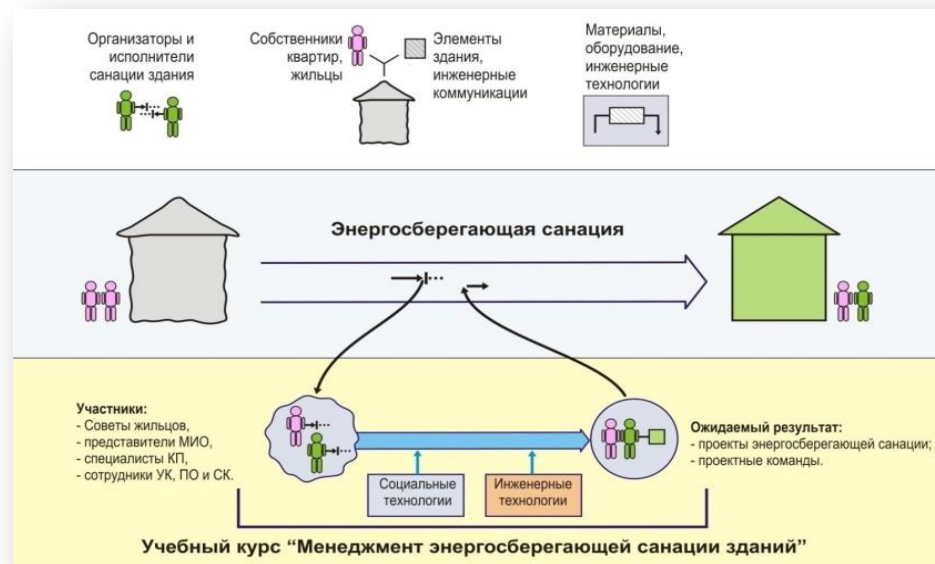 Организаторы и
исполнители
санации здания
Собственники
квартир,
жильцы
Элементы
здания,
инженерные
коммуникации
Материалы,
оборудование,
инженерные
технологии
Энергосберегающая санация
Участники:
- Советы жильцов,
- представители МИО,
- специалисты КП,
- сотрудники УК, ПО и СК.
Социальные
технологии
Инженерные
технологии
Ожидаемый результат:
- проекты энергосберегающей санации;
- проектные команды.
Учебный курс “Менеджмент энергосберегающей санации зданий”